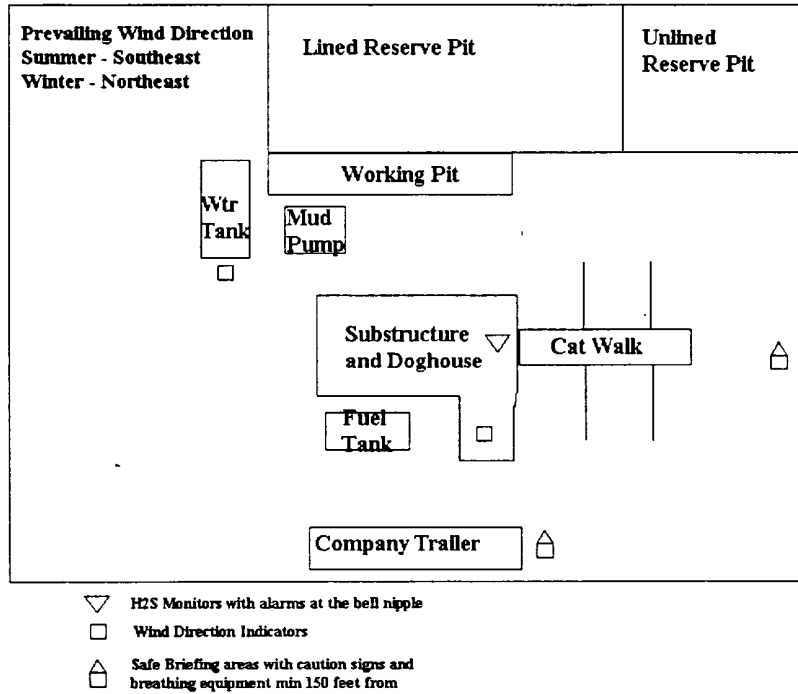 Prevailing Wind Direction
Summer - Southeast
Winter - Northeast
Lined Reserve Pit
Unlined
Reserve Pit
Working Pit
Wtr
Tank
Mud
Pump
Substructure
and Doghouse
Cat Walk
Fuel
Tank
Company Trailer
H2S Monitors with alarms at the bell nipple
Wind Direction Indicators
Safe Briefing areas with caution signs and
breathing equipment min 150 feet from